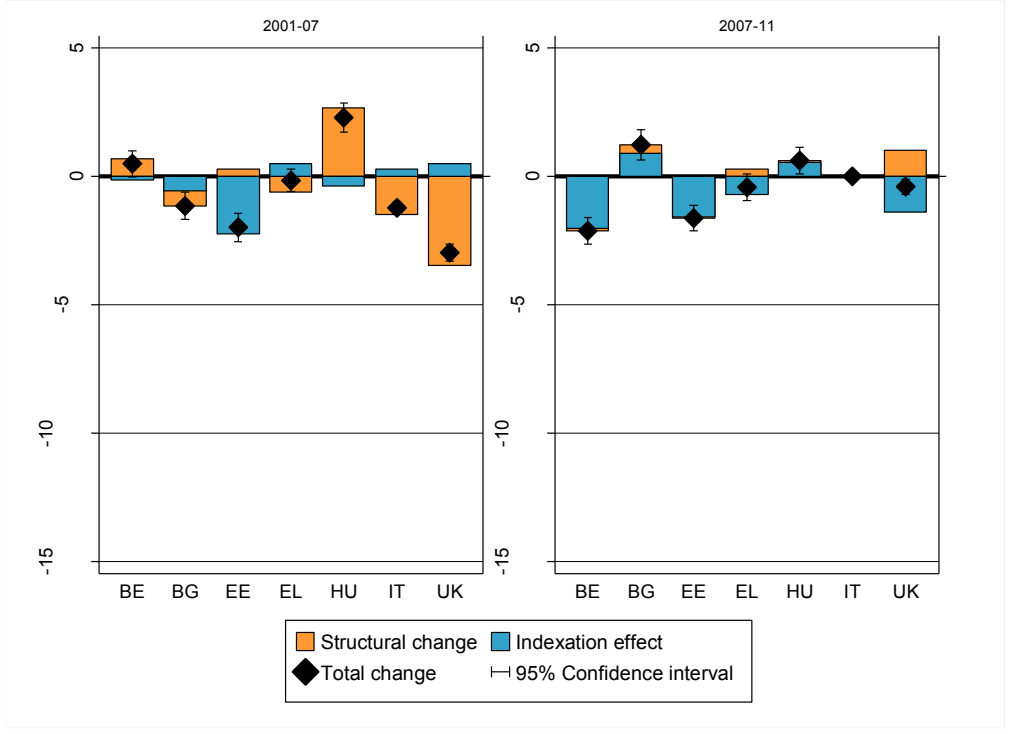 2001-07
2007-11
5
0
-5
-10
-15
BE BG EE EL HU IT UK
5
0
-5
-10
-15
BE BG EE EL HU IT UK
Structural change
Indexation effect
Total change
95% Confidence interval